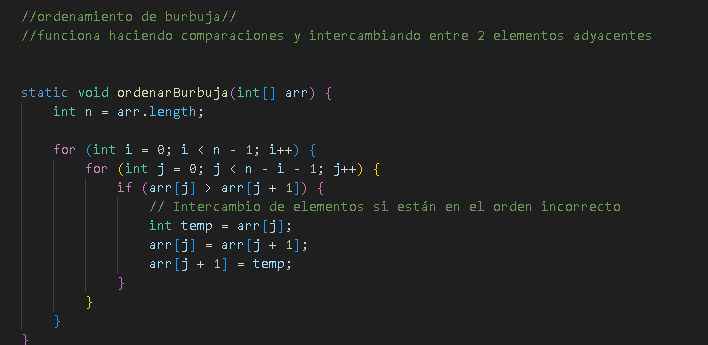 //ordenamiento de burbuja//
//funciona haciendo comparaciones y intercambiando entre 2 elementos adyacentes
static void ordenarBurbuja(int[] arr) {
int n = arr.length;
for (int i = 0; i < n - 1; i++) {
for (int j = 0; j < n - i - 1; j++) {
if (arr[j] > arr[j + 1]) {
// Intercambio de elementos si están en el orden incorrecto
int temp = arr[j];
arr[j] = arr[j + 1];
arr[j + 1] = temp;
}
}
}
}